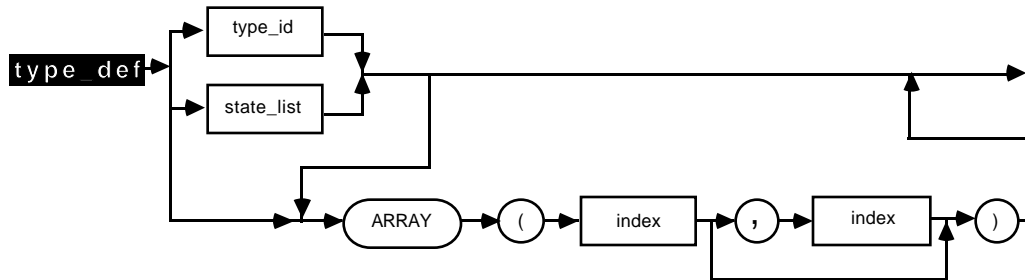 type_id
type_def
state_list
ARRAY ( index , index )